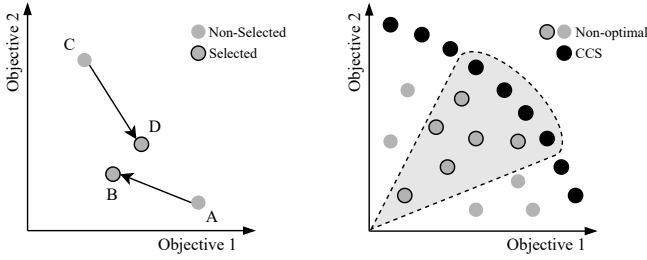 Objective 2
C
D
B
A
Non-Selected
Selected
Objective 1
Objective 2
Non-optimal
CCS
Objective 1